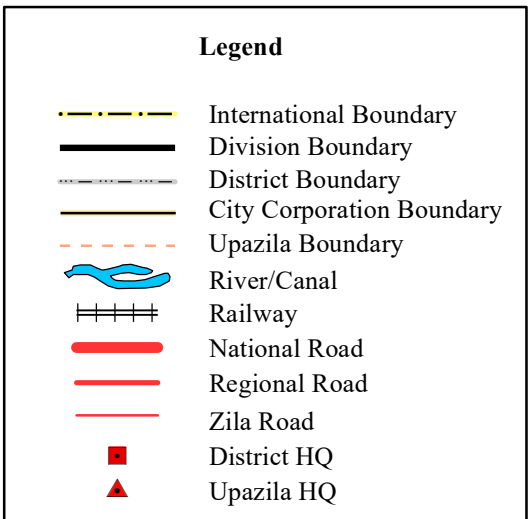 Legend
International Boundary
Division Boundary
District Boundary
City Corporation Boundary
Upazila Boundary
River/Canal
Railway
National Road
Regional Road
Zila Road
District HQ
Upazila HQ